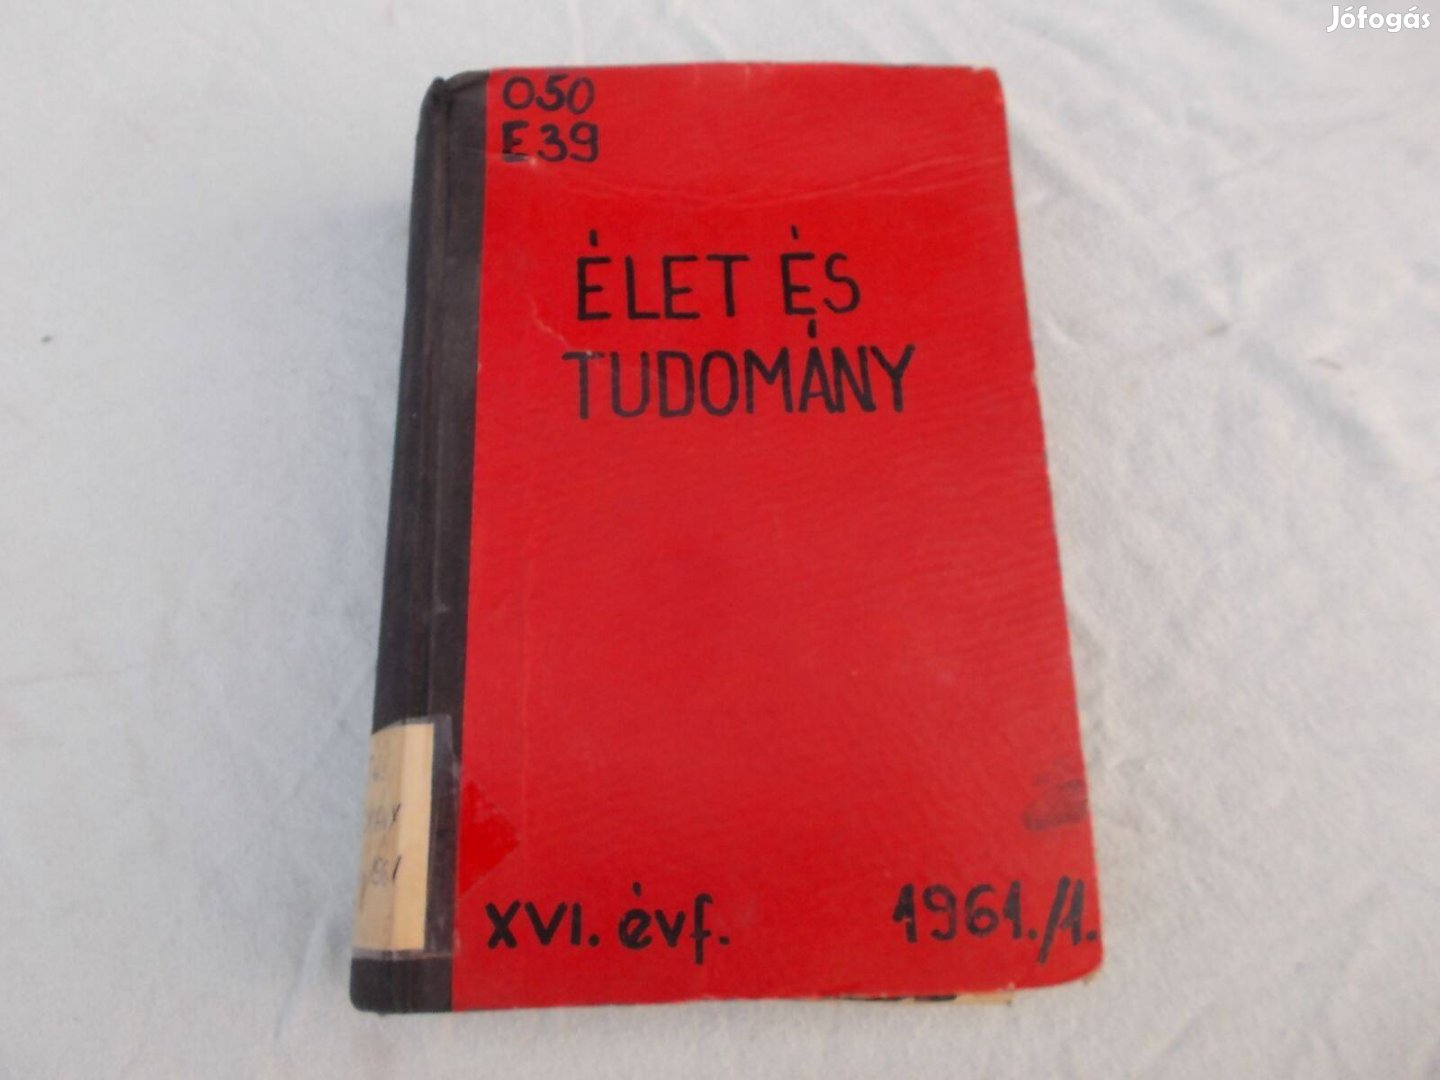 Jófogás
050
E39
ÉLET ÉS
TUDOMÁNY
XVI. évf.
1961./1.